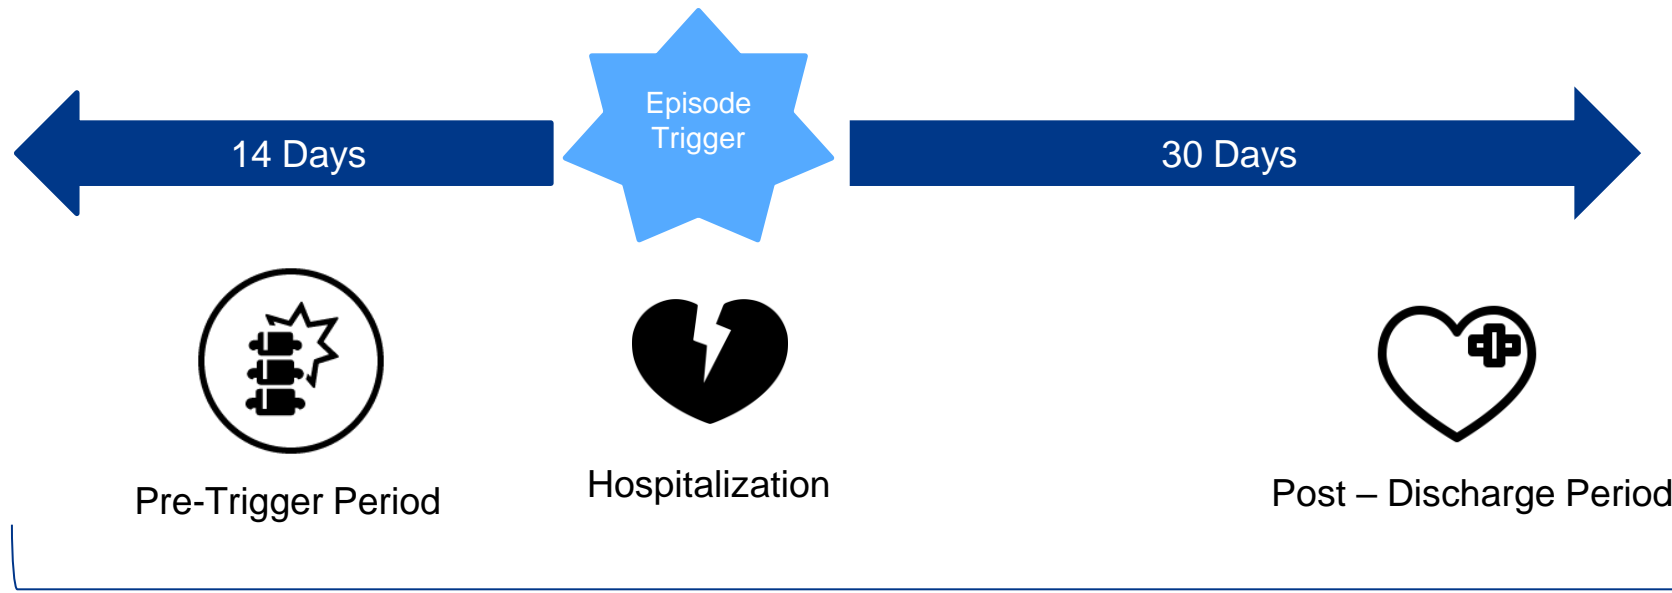 Episode
Trigger
14 Days
30 Days
Pre-Trigger Period
Hospitalization
Post – Discharge Period